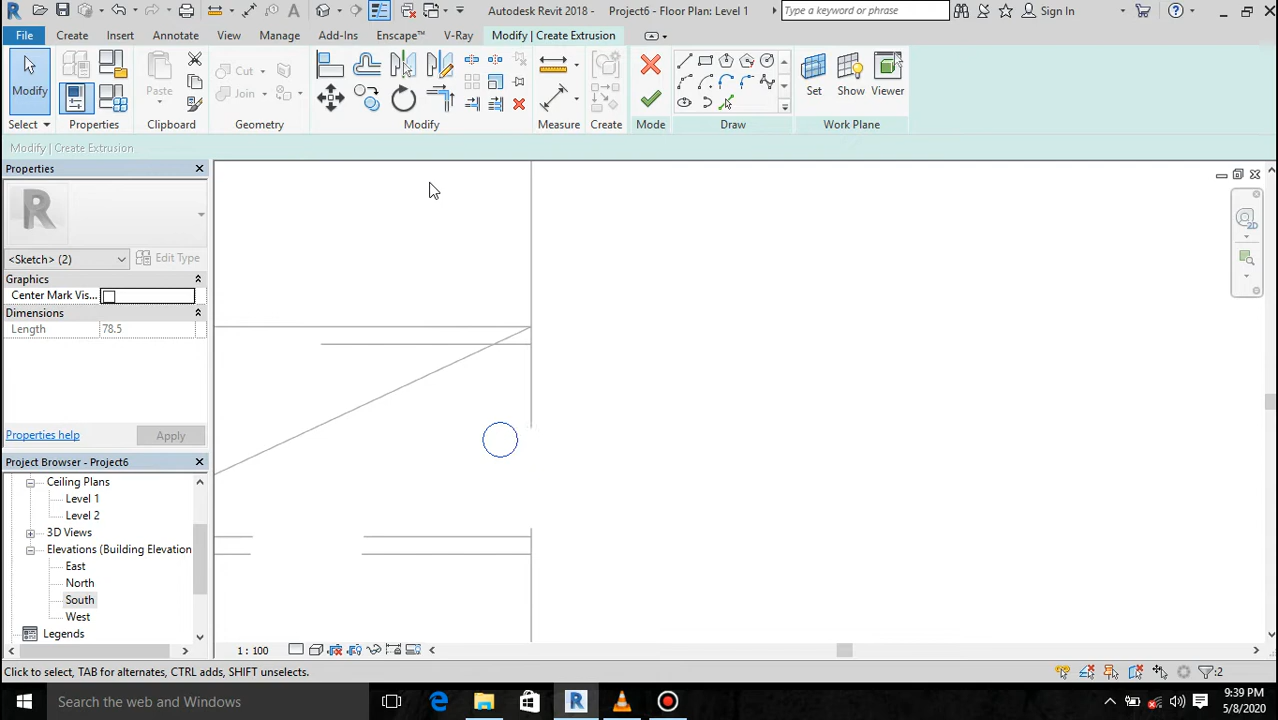 Autodesk Revit 2018 - Project6 - Floor Plan: Level 1
Type a keyword or phrase
Sign In
File Create Insert Annotate View Manage Add-Ins Enscape™ V-Ray Modify | Create Extrusion
Modify
Paste
Cut
Join
Set Show Viewer
Select Properties Clipboard Geometry Modify Measure Create Mode Draw Work Plane
Modify | Create Extrusion
Properties
<Sketch> (2)
Edit Type
Graphics
Center Mark Vis...
Dimensions
Length 78.5
Properties help
Apply
Project Browser - Project6
Ceiling Plans
Level 1
Level 2
3D Views
Elevations (Building Elevation
East
North
South
West
Legends
1 : 100
Click to select, TAB for alternates, CTRL adds, SHIFT unselects.
:2
Search the web and Windows
9:39 PM
5/8/2020